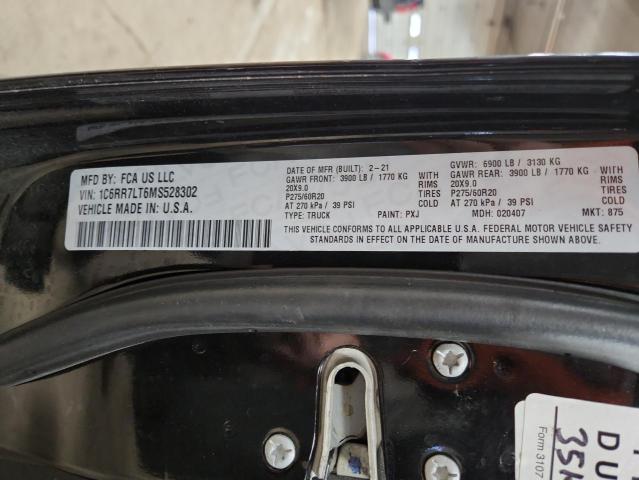 MFD BY: FCA US LLC
VIN: 1C6RR7LT6MS528302
VEHICLE MADE IN: U.S.A.
DATE OF MFR (BUILT): 2-21
GAWR FRONT: 3900 LB / 1770 KG WITH
20X9.0 RIMS
P275/60R20 TIRES
AT 270 kPa / 39 PSI COLD
TYPE: TRUCK PAINT: PXJ
GVWR: 6900 LB / 3130 KG
GAWR REAR: 3900 LB / 1770 KG WITH
20X9.0 RIMS
P275/60R20 TIRES
AT 270 kPa / 39 PSI COLD
MDH: 020407 MKT: 875
THIS VEHICLE CONFORMS TO ALL APPLICABLE U.S.A. FEDERAL MOTOR VEHICLE SAFETY
STANDARDS IN EFFECT ON THE DATE OF MANUFACTURE SHOWN ABOVE.
Form 3107
DU
35